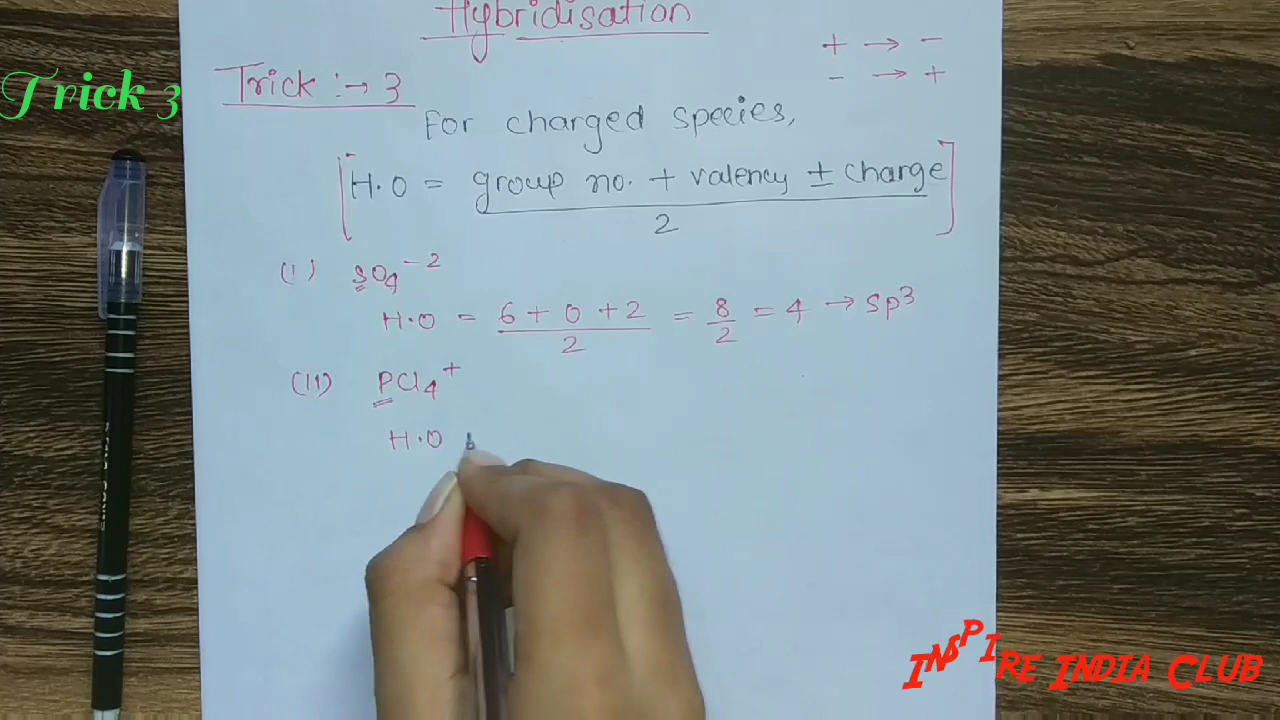 Hybridisation
+ → -
- → +
Trick 3
Trick :→ 3
For charged species,
[H.O = group no. + valency ± charge / 2]
(I) SO₄⁻²
H.O = 6 + 0 + 2 / 2 = 8 / 2 = 4 → sp³
(II) PCl₄⁺
H.O
INSPIRE INDIA CLUB